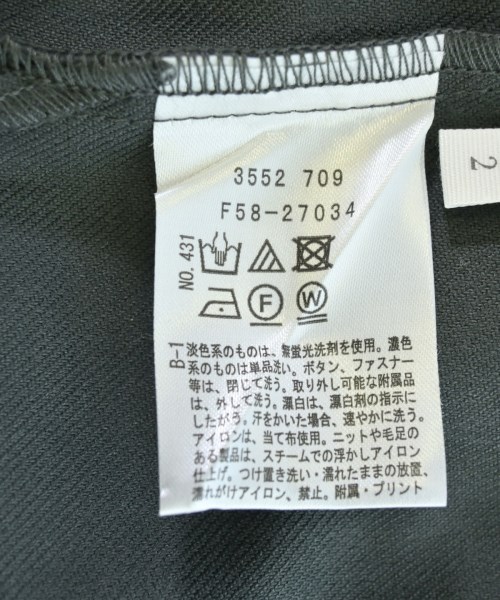 3552 709
F58-27034
NO. 431
F
W
B-1
淡色系のものは、無蛍光洗剤を使用。濃色
系のものは単品洗い。ボタン、ファスナー
等は、閉じて洗う。取り外し可能な附属品
は、外して洗う。漂白は、漂白剤の指示に
したがう。汗をかいた場合、速やかに洗う。
アイロンは、当て布使用。ニットや毛足の
ある製品は、スチームでの浮かしアイロン
仕上げ。つけ置き洗い・濡れたままの放置、
濡れがけアイロン、禁止。附属・プリント
2